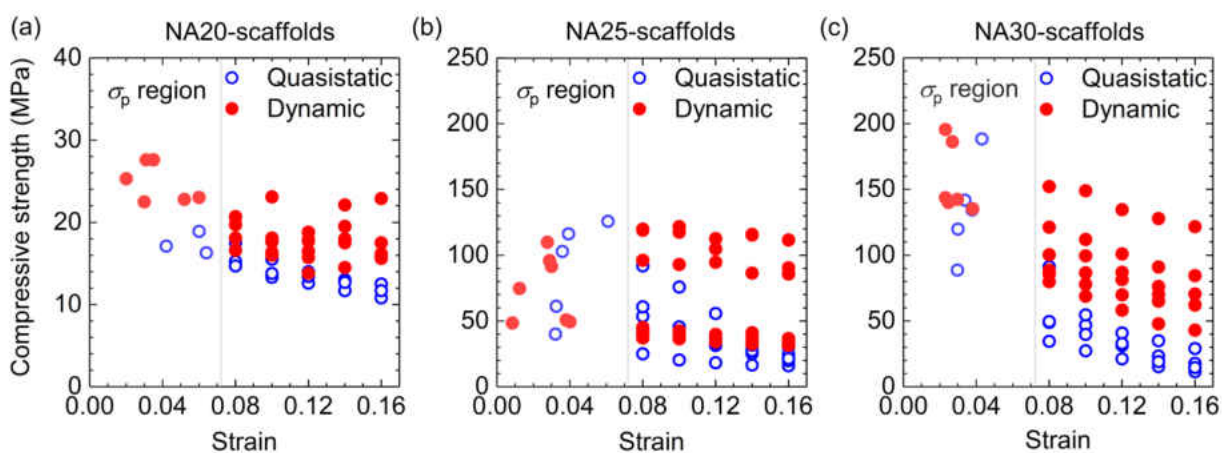 (a) NA20-scaffolds
Compressive strength (MPa)
40
30
20
10
0
σp region
Quasistatic
Dynamic
0.00 0.04 0.08 0.12 0.16
Strain
(b) NA25-scaffolds
250
200
150
100
50
0
σp region
Quasistatic
Dynamic
0.00 0.04 0.08 0.12 0.16
Strain
(c) NA30-scaffolds
250
200
150
100
50
0
σp region
Quasistatic
Dynamic
0.00 0.04 0.08 0.12 0.16
Strain